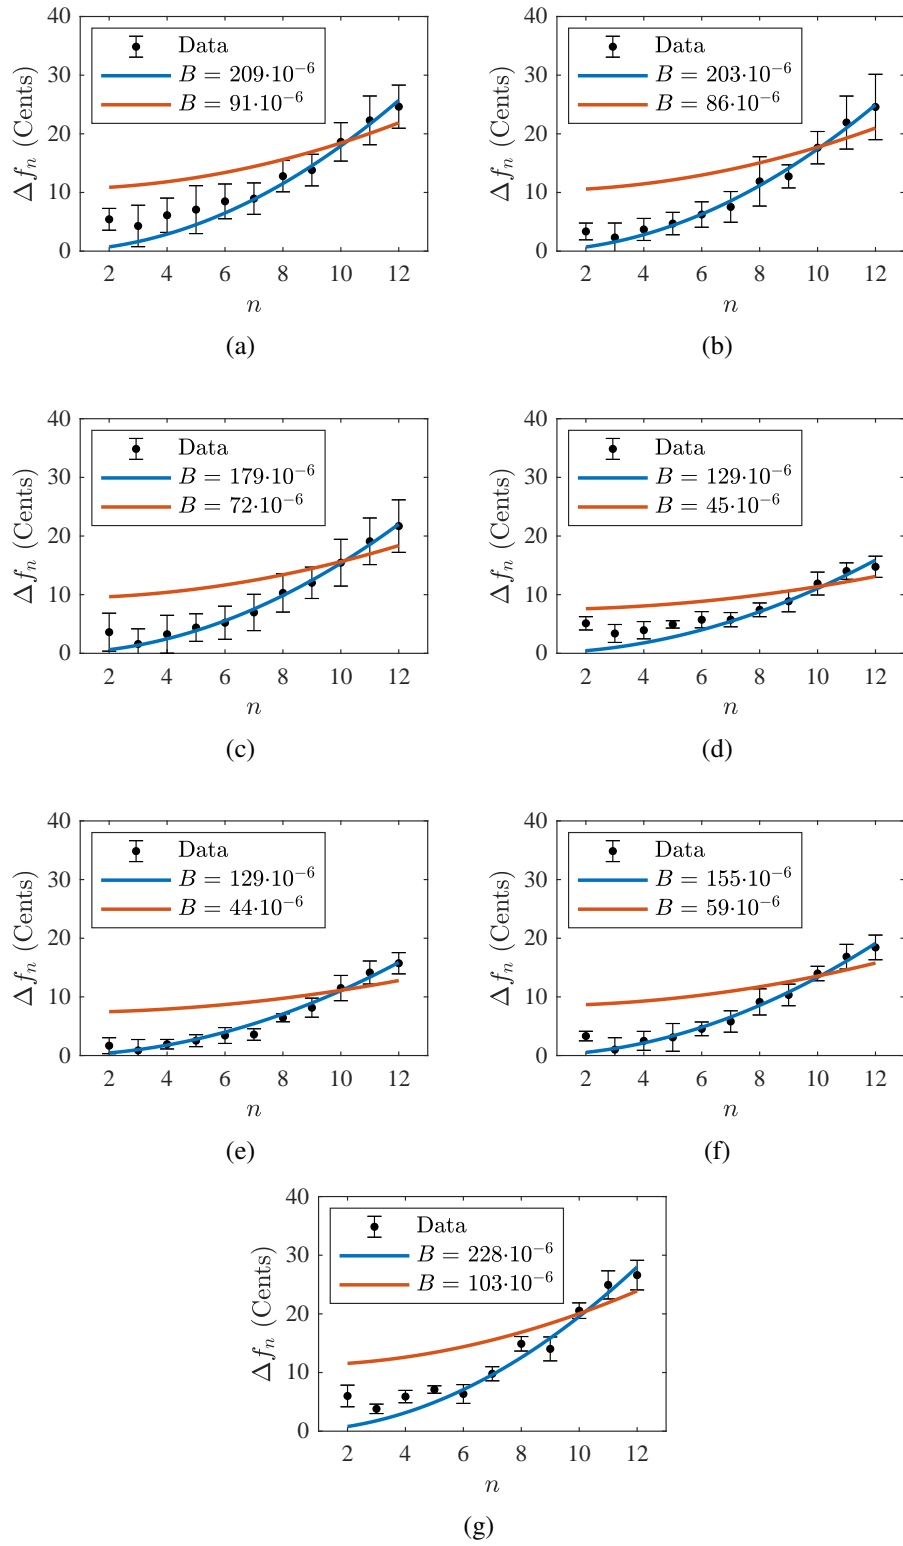 40
30
20
10
0
Δf_n (Cents)
Data
B = 209·10⁻⁶
B = 91·10⁻⁶
2 4 6 8 10 12
n
(a)
40
30
20
10
0
Δf_n (Cents)
Data
B = 203·10⁻⁶
B = 86·10⁻⁶
2 4 6 8 10 12
n
(b)
40
30
20
10
0
Δf_n (Cents)
Data
B = 179·10⁻⁶
B = 72·10⁻⁶
2 4 6 8 10 12
n
(c)
40
30
20
10
0
Δf_n (Cents)
Data
B = 129·10⁻⁶
B = 45·10⁻⁶
2 4 6 8 10 12
n
(d)
40
30
20
10
0
Δf_n (Cents)
Data
B = 129·10⁻⁶
B = 44·10⁻⁶
2 4 6 8 10 12
n
(e)
40
30
20
10
0
Δf_n (Cents)
Data
B = 155·10⁻⁶
B = 59·10⁻⁶
2 4 6 8 10 12
n
(f)
40
30
20
10
0
Δf_n (Cents)
Data
B = 228·10⁻⁶
B = 103·10⁻⁶
2 4 6 8 10 12
n
(g)